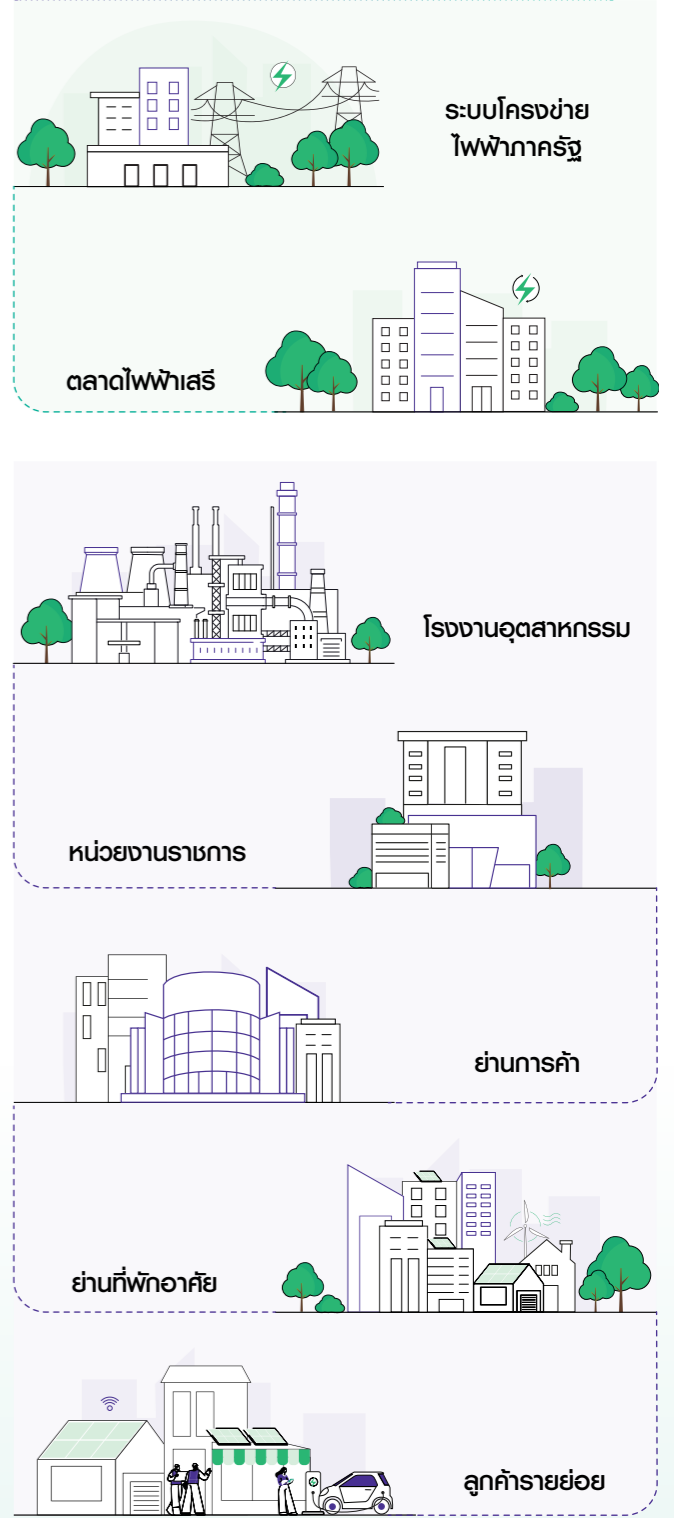 ระบบโครงข่าย
ไฟฟ้าภาครัฐ
ตลาดไฟฟ้าเสรี
โรงงานอุตสาหกรรม
หน่วยงานราชการ
ย่านการค้า
ย่านที่พักอาศัย
ลูกค้ารายย่อย